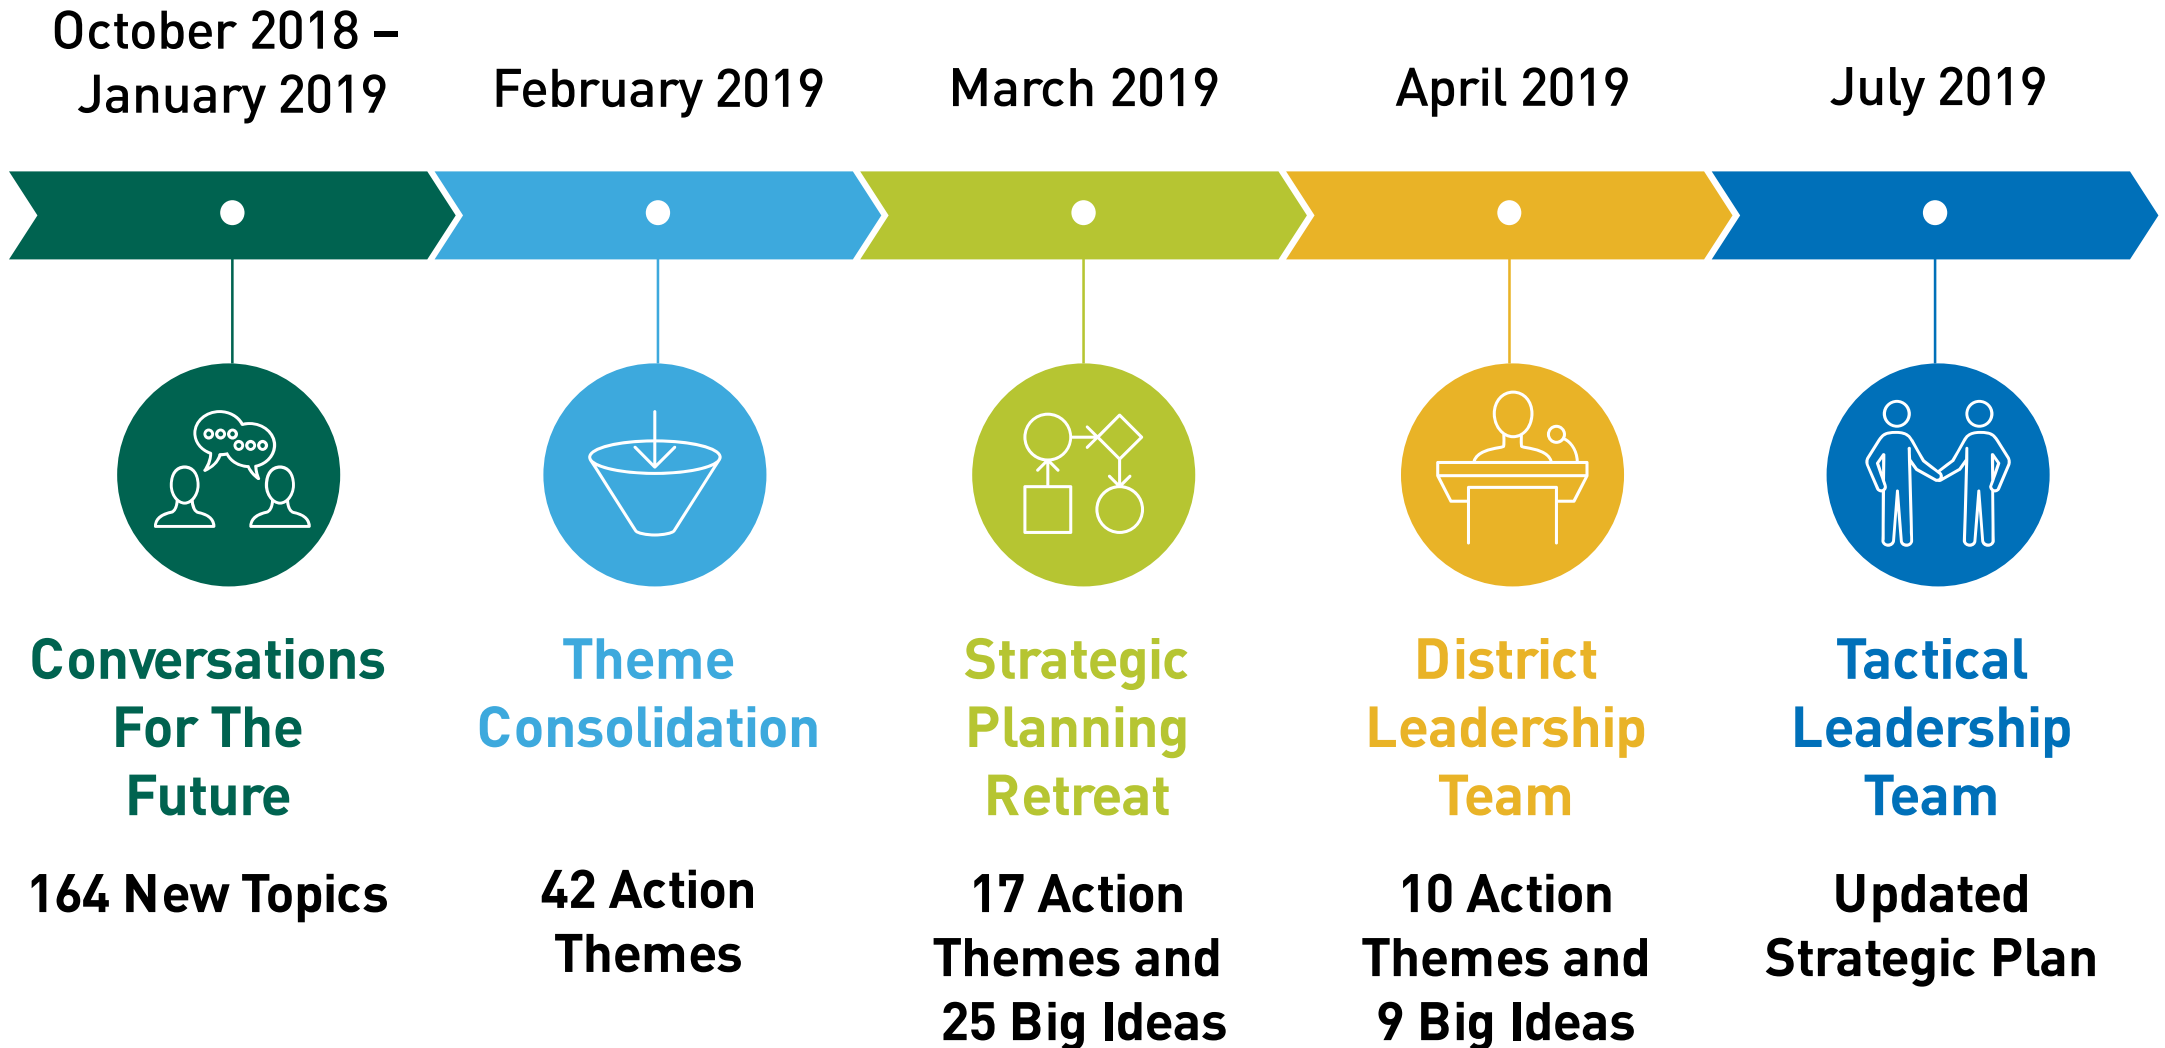 October 2018 –
January 2019
February 2019
March 2019
April 2019
July 2019
Conversations
For The
Future
164 New Topics
Theme
Consolidation
42 Action
Themes
Strategic
Planning
Retreat
17 Action
Themes and
25 Big Ideas
District
Leadership
Team
10 Action
Themes and
9 Big Ideas
Tactical
Leadership
Team
Updated
Strategic Plan